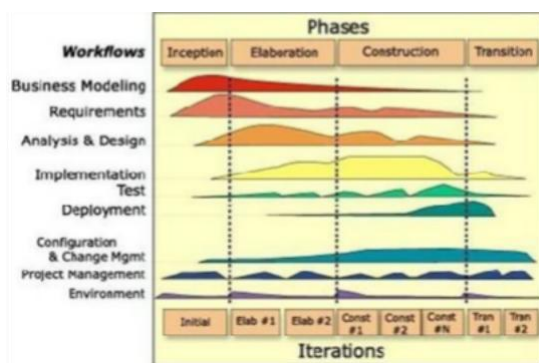 Phases
Workflows Inception Elaboration Construction Transition
Business Modeling
Requirements
Analysis & Design
Implementation
Test
Deployment
Configuration
& Change Mgmt
Project Management
Environment
Initial Elab #1 Elab #2 Const #1 Const #2 Const #N Tran #1 Tran #2
Iterations